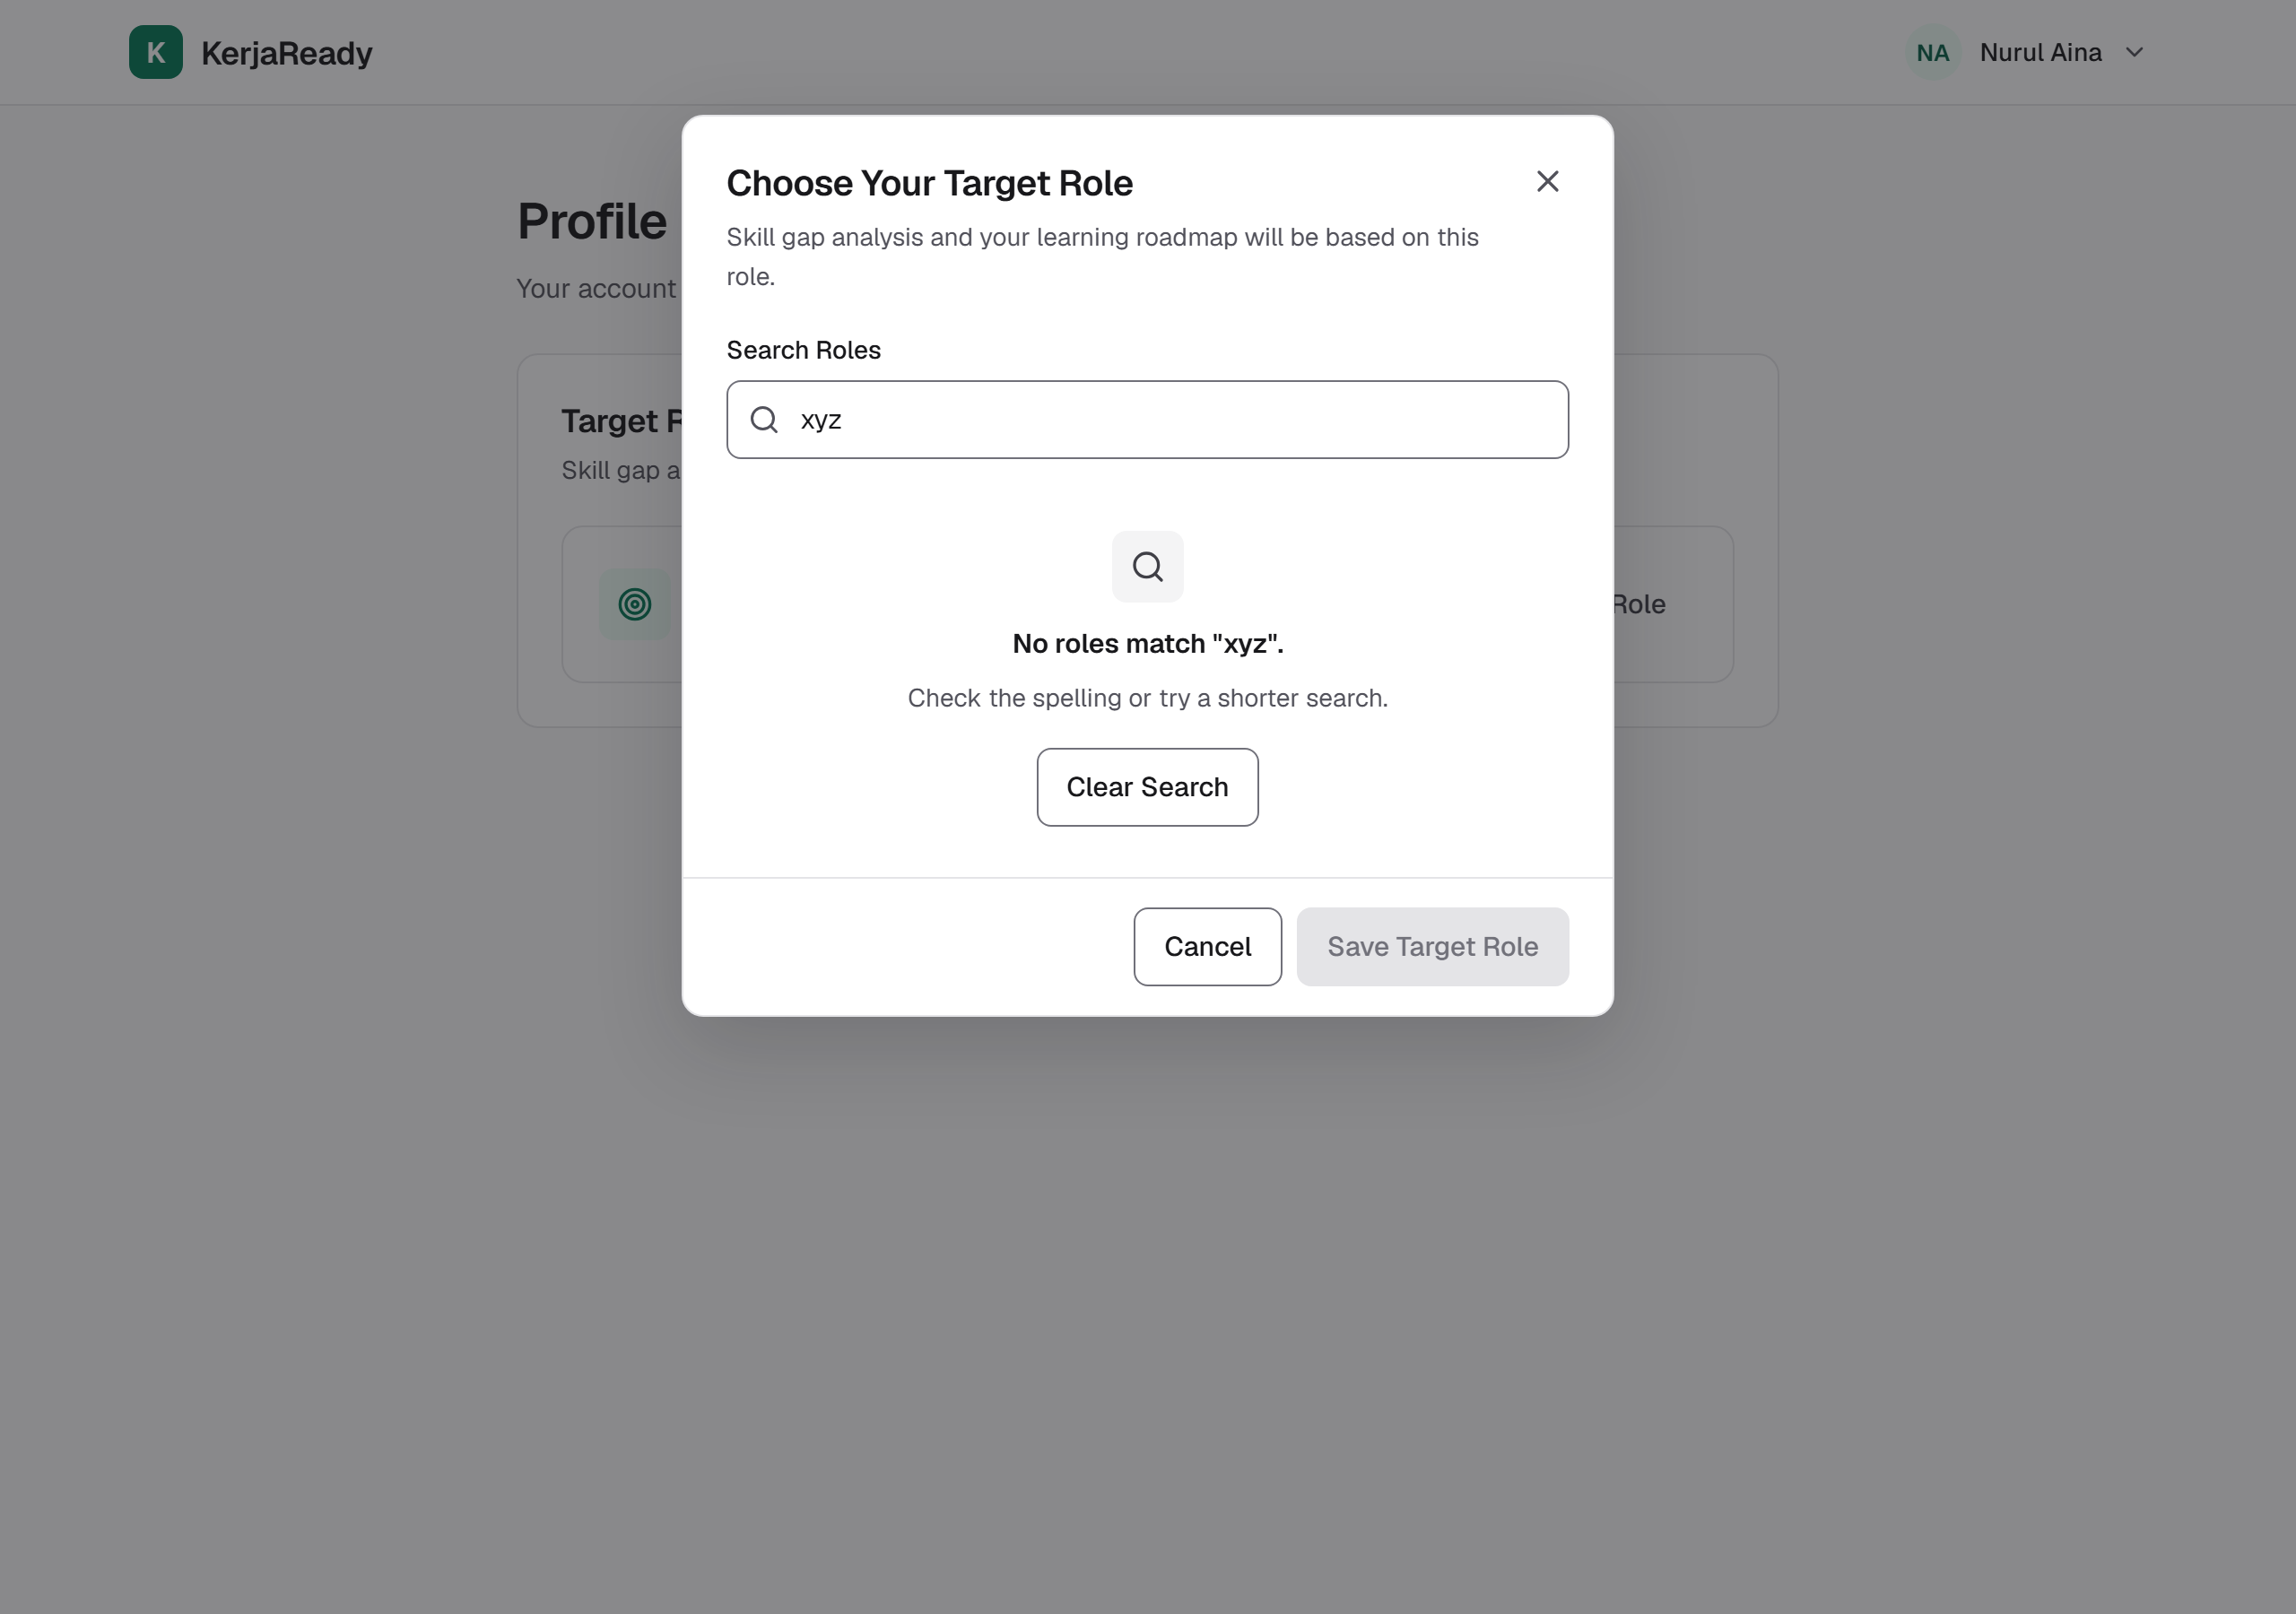 K KerjaReady
NA Nurul Aina
Profile
Your account
Target R
Skill gap a
Role
Choose Your Target Role
Skill gap analysis and your learning roadmap will be based on this
role.
Search Roles
xyz
No roles match "xyz".
Check the spelling or try a shorter search.
Clear Search
Cancel
Save Target Role